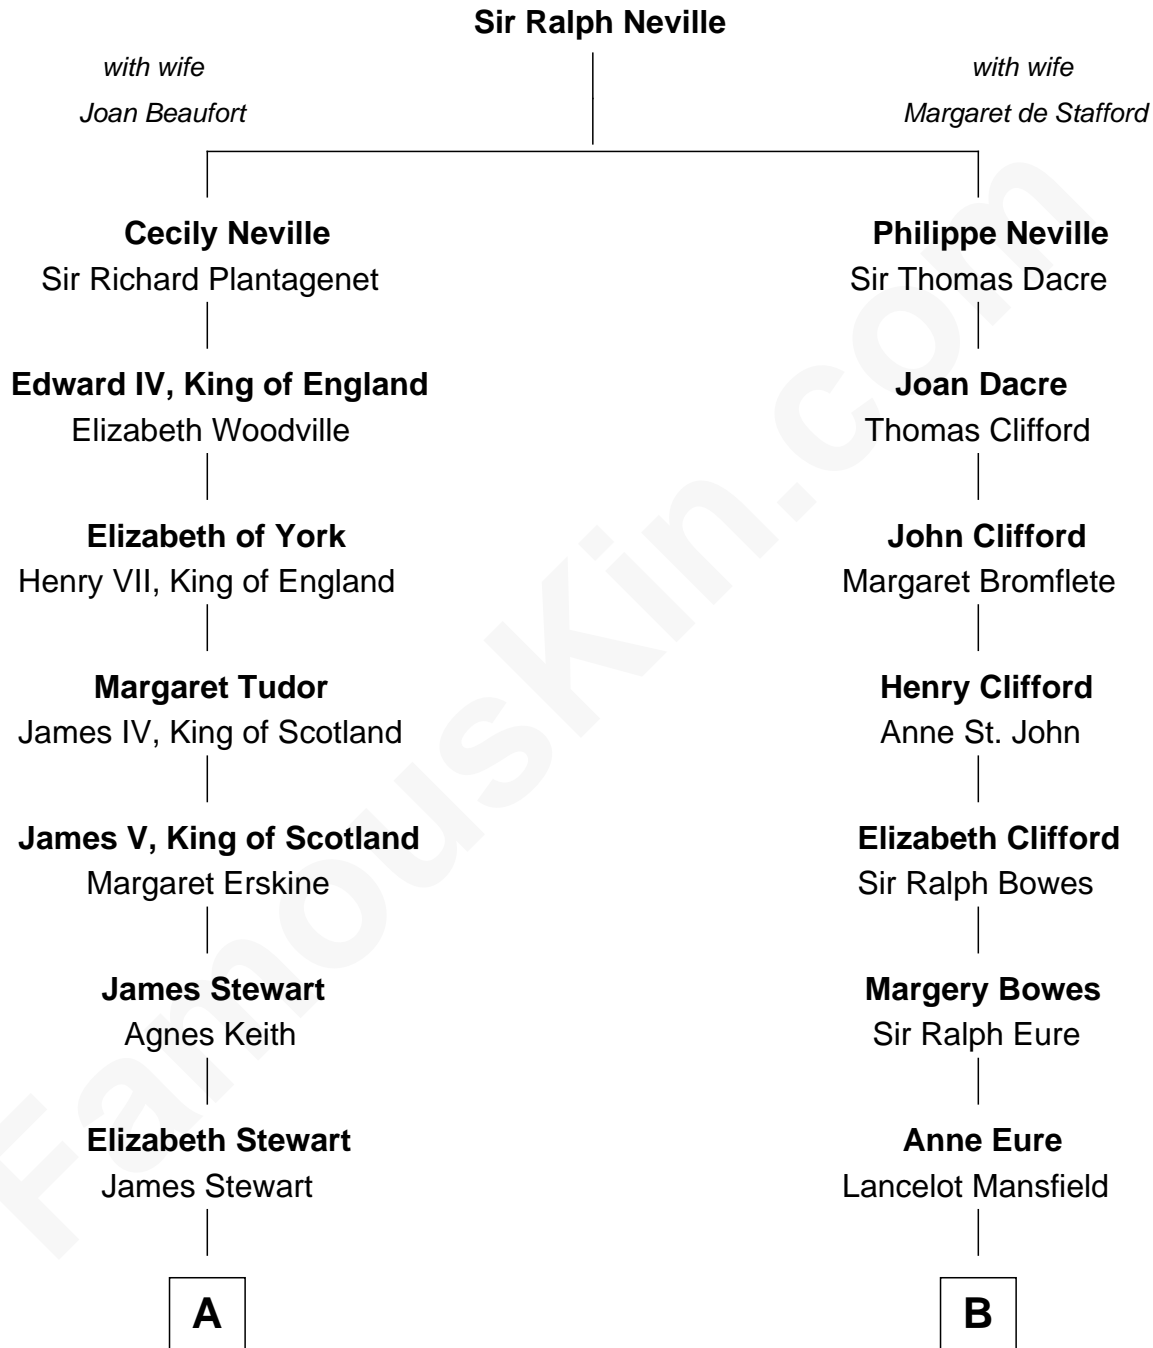 Sir Ralph Neville
with wife
Joan Beaufort
with wife
Margaret de Stafford
Cecily Neville
Sir Richard Plantagenet
Philippe Neville
Sir Thomas Dacre
Edward IV, King of England
Elizabeth Woodville
Joan Dacre
Thomas Clifford
Elizabeth of York
Henry VII, King of England
John Clifford
Margaret Bromflete
Margaret Tudor
James IV, King of Scotland
Henry Clifford
Anne St. John
James V, King of Scotland
Margaret Erskine
Elizabeth Clifford
Sir Ralph Bowes
James Stewart
Agnes Keith
Margery Bowes
Sir Ralph Eure
Elizabeth Stewart
James Stewart
Anne Eure
Lancelot Mansfield
A
B
FamousKin.com